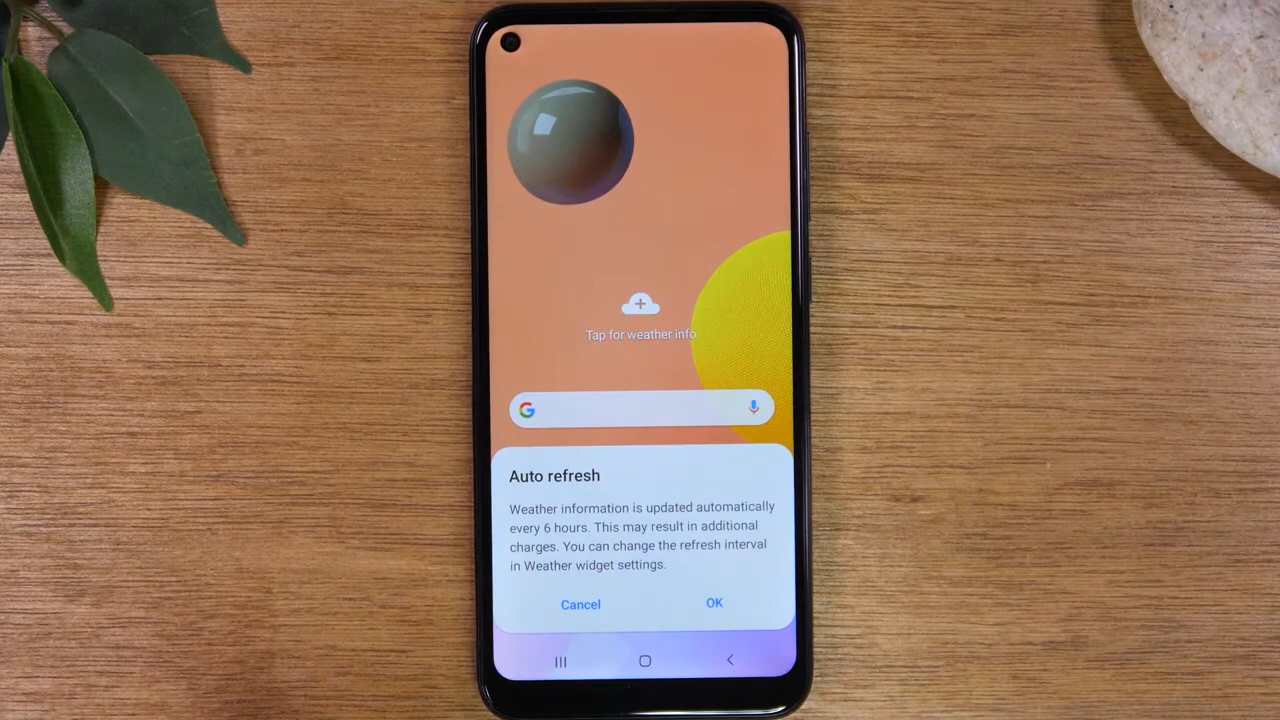 Tap for weather info
G
Auto refresh
Weather information is updated automatically
every 6 hours. This may result in additional
charges. You can change the refresh interval
in Weather widget settings.
Cancel OK